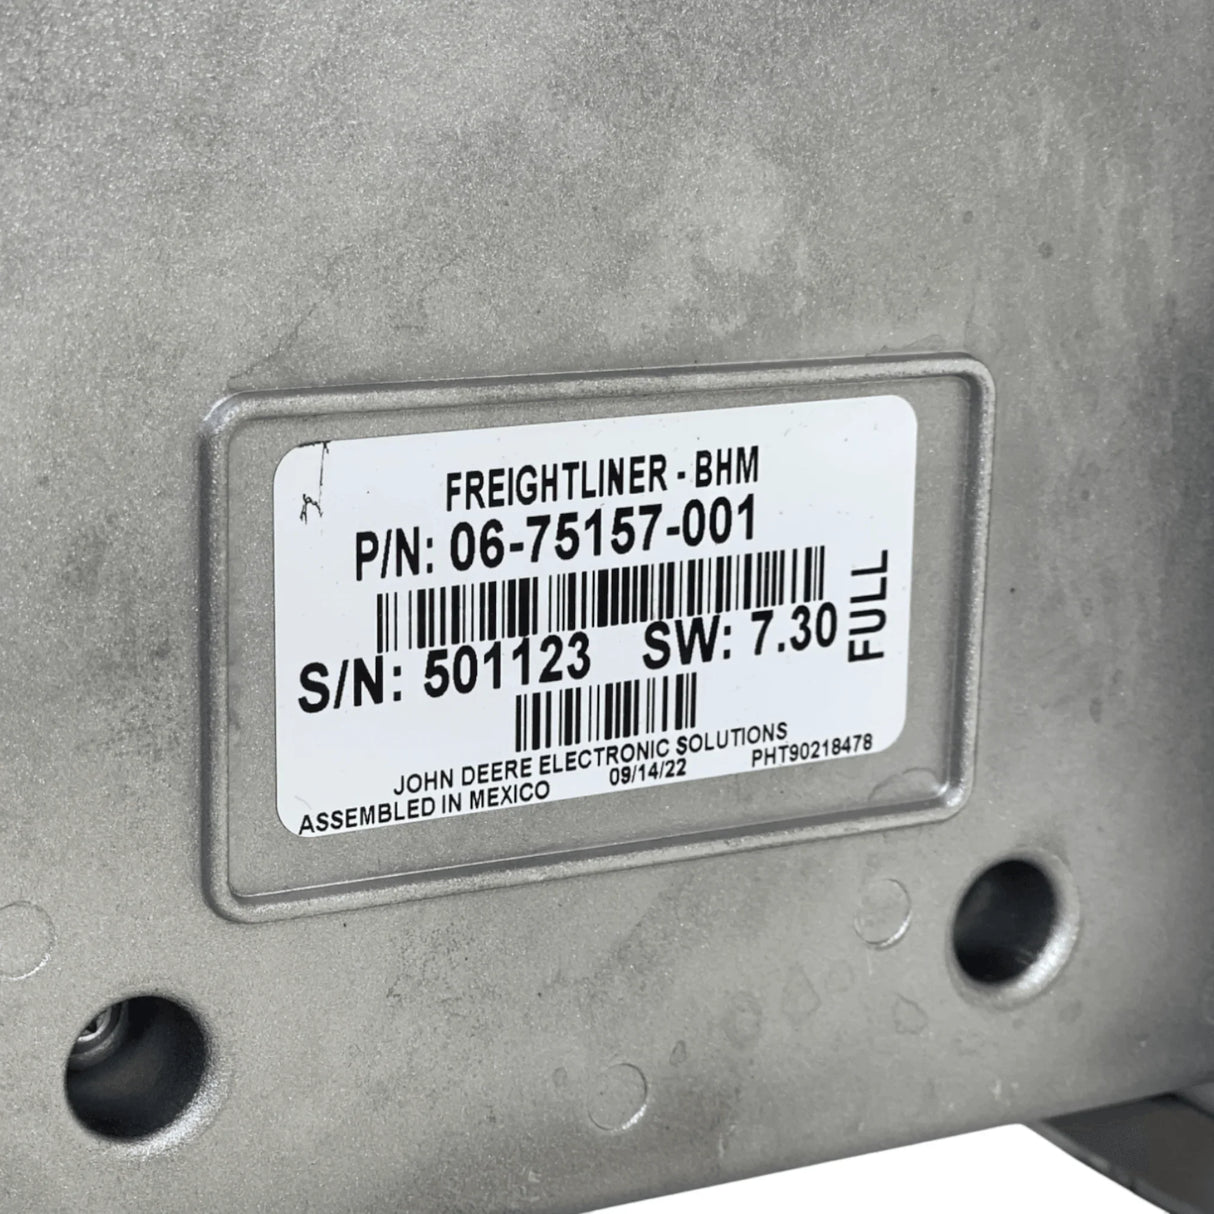 FREIGHTLINER - BHM
P/N: 06-75157-001
S/N: 501123 SW: 7.30
FULL
JOHN DEERE ELECTRONIC SOLUTIONS
ASSEMBLED IN MEXICO 09/14/22 PHT90218478